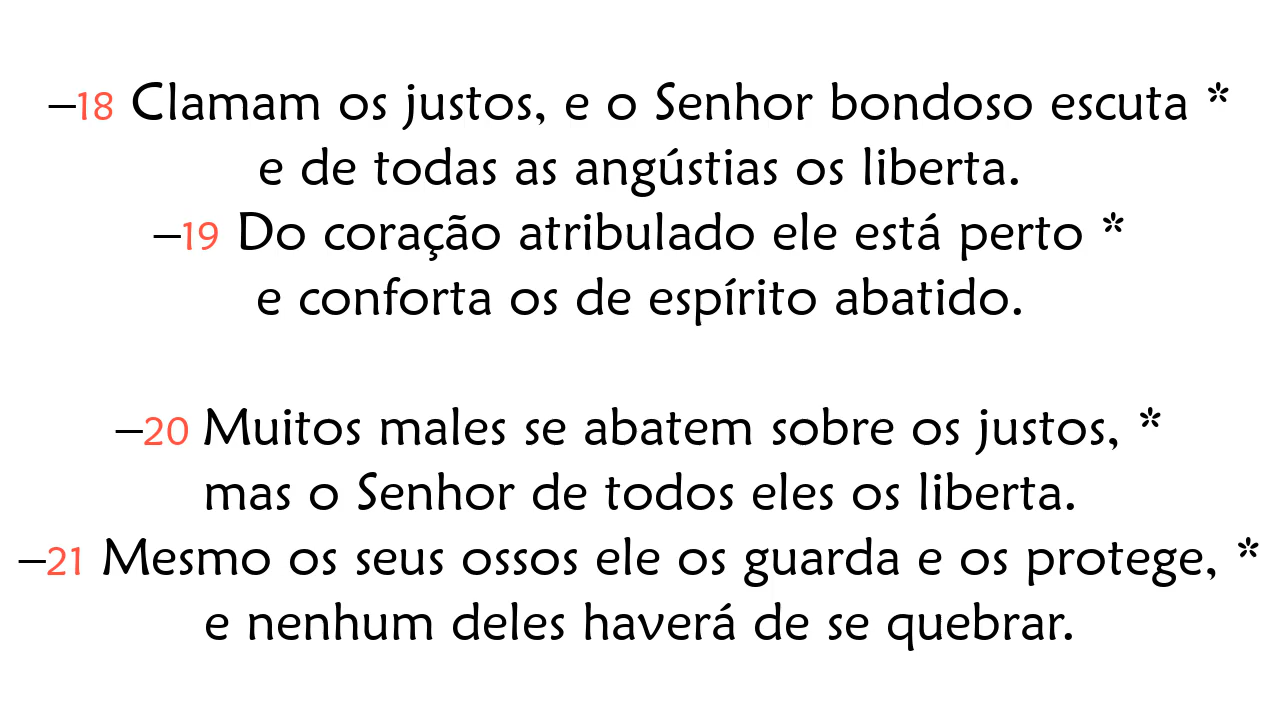 –18 Clamam os justos, e o Senhor bondoso escuta *
e de todas as angústias os liberta.
–19 Do coração atribulado ele está perto *
e conforta os de espírito abatido.
–20 Muitos males se abatem sobre os justos, *
mas o Senhor de todos eles os liberta.
–21 Mesmo os seus ossos ele os guarda e os protege, *
e nenhum deles haverá de se quebrar.